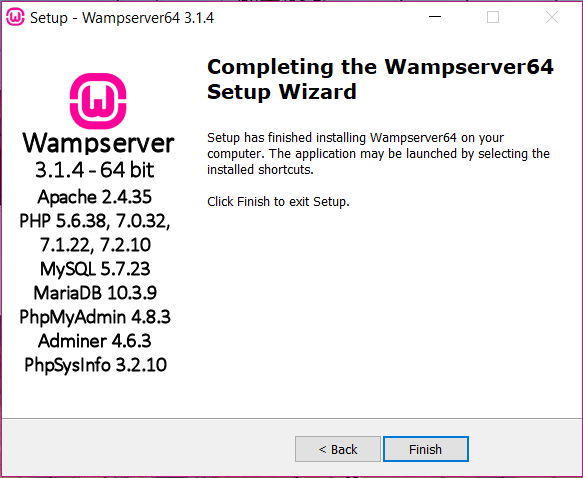 Setup - Wampserver64 3.1.4
Completing the Wampserver64
Setup Wizard
Setup has finished installing Wampserver64 on your
computer. The application may be launched by selecting the
installed shortcuts.
Click Finish to exit Setup.
Wampserver
3.1.4 - 64 bit
Apache 2.4.35
PHP 5.6.38, 7.0.32,
7.1.22, 7.2.10
MySQL 5.7.23
MariaDB 10.3.9
PhpMyAdmin 4.8.3
Adminer 4.6.3
PhpSysInfo 3.2.10
< Back
Finish